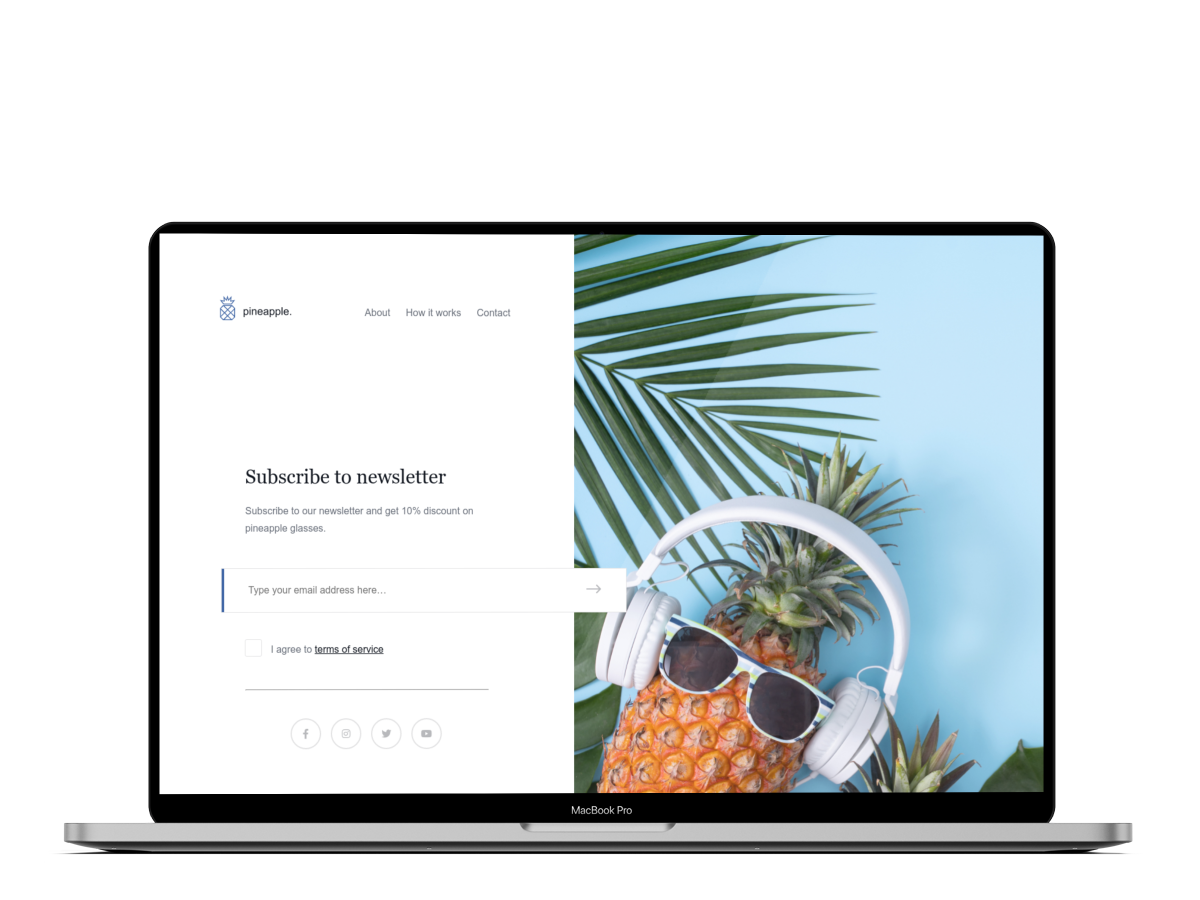 pineapple.
About How it works Contact
Subscribe to newsletter
Subscribe to our newsletter and get 10% discount on
pineapple glasses.
Type your email address here...
I agree to terms of service
MacBook Pro